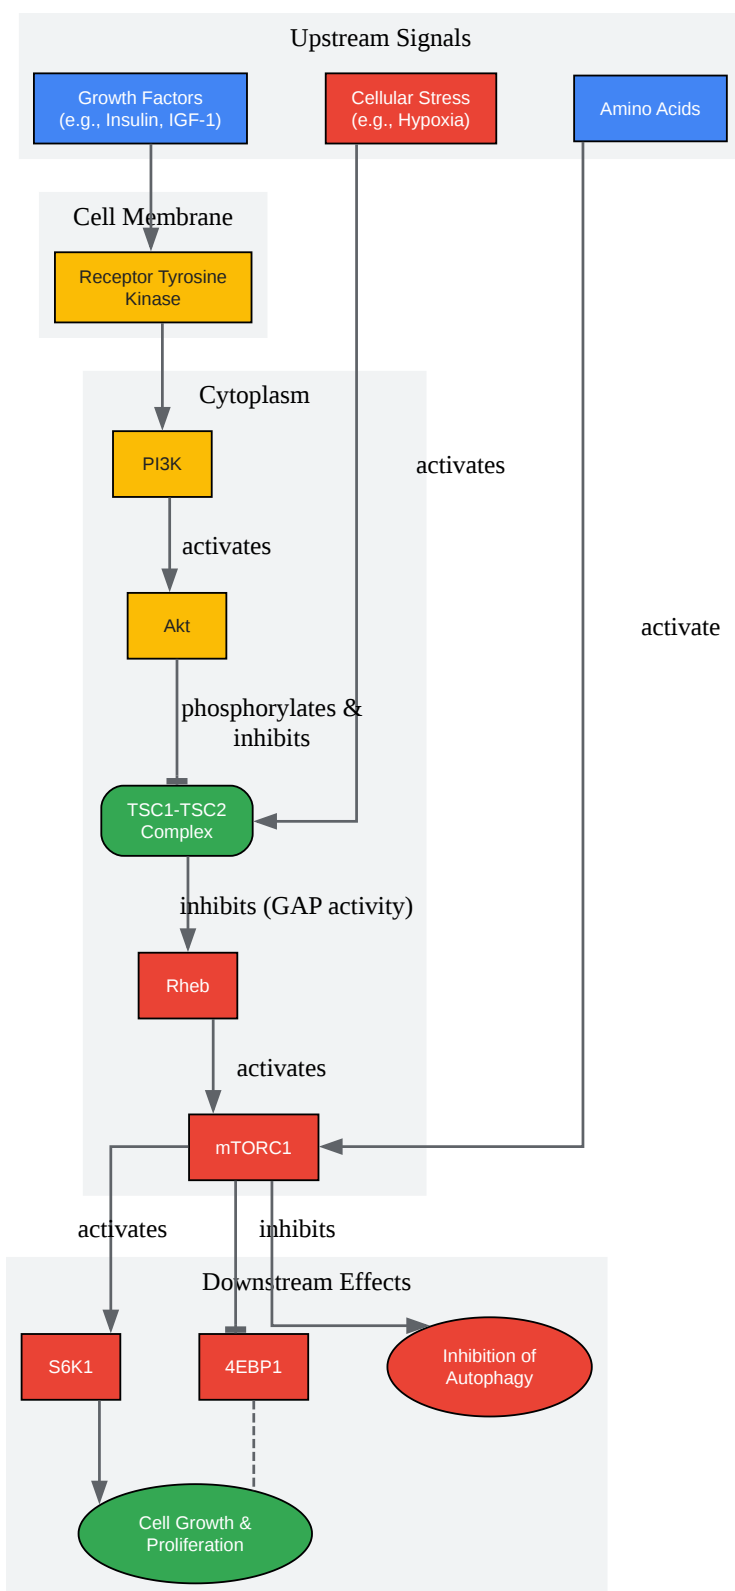 Upstream Signals
Growth Factors
(e.g., Insulin, IGF-1)
Cellular Stress
(e.g., Hypoxia)
Amino Acids
Cell Membrane
Receptor Tyrosine
Kinase
Cytoplasm
PI3K
activates
activates
Akt
activate
phosphorylates &
inhibits
TSC1-TSC2
Complex
inhibits (GAP activity)
Rheb
activates
mTORC1
activates
inhibits
Downstream Effects
S6K1
4EBP1
Inhibition of
Autophagy
Cell Growth &
Proliferation